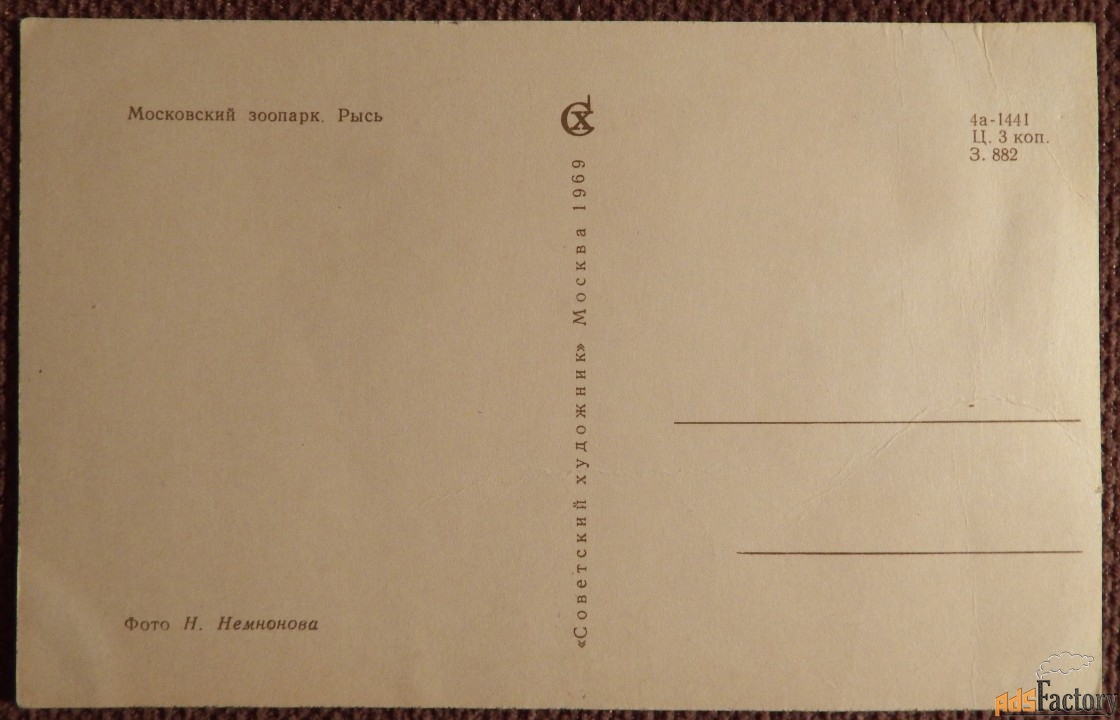 Московский зоопарк. Рысь
СХ
4а-1441
Ц. 3 коп.
З. 882
«Советский художник» Москва 1969
Фото Н. Немнонова
AdsFactory